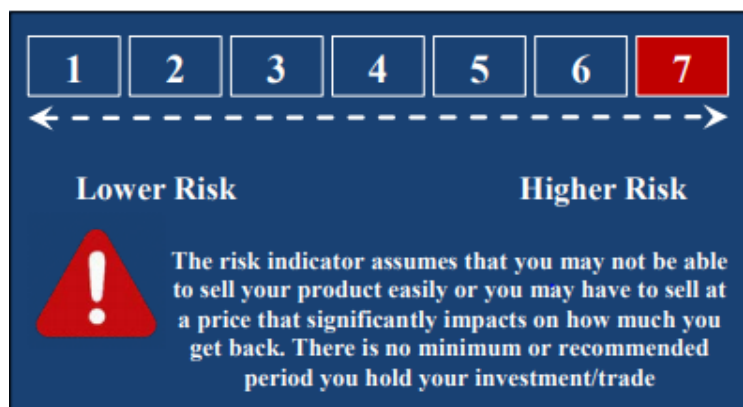 1 2 3 4 5 6 7
Lower Risk Higher Risk
The risk indicator assumes that you may not be able
to sell your product easily or you may have to sell at
a price that significantly impacts on how much you
get back. There is no minimum or recommended
period you hold your investment/trade